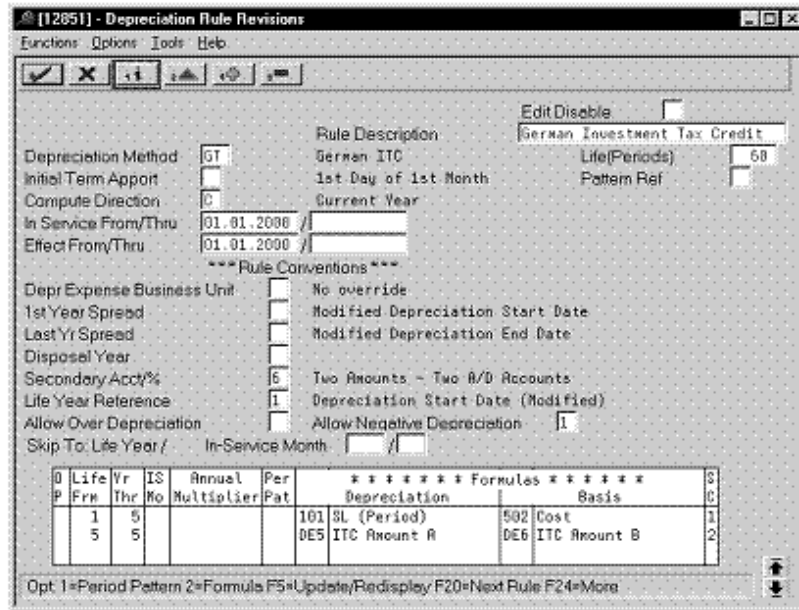 [12851] - Depreciation Rule Revisions
Functions Options Tools Help
Edit Disable
Rule Description German Investment Tax Credit
Depreciation Method GT German ITC Life(Periods) 60
Initial Term Apport 1st Day of 1st Month Pattern Ref
Compute Direction C Current Year
In Service From/Thru 01.01.2000 /
Effect From/Thru 01.01.2000 /
***Rule Conventions***
Depr Expense Business Unit No override
1st Year Spread Modified Depreciation Start Date
Last Yr Spread Modified Depreciation End Date
Disposal Year
Secondary Acct/% 6 Two Amounts - Two A/D Accounts
Life Year Reference 1 Depreciation Start Date (Modified)
Allow Over Depreciation Allow Negative Depreciation 1
Skip To: Life Year / In-Service Month /
O Life Yr IS Annual Per * * * * * * * Formulas * * * * * * S
P Frm Thr Mo Multiplier Pat Depreciation Basis C
1 5 101 SL (Period) 502 Cost 1
5 5 DE5 ITC Amount A DE6 ITC Amount B 2
Opt: 1=Period Pattern 2=Formula F5=Update/Redisplay F20=Next Rule F24=More